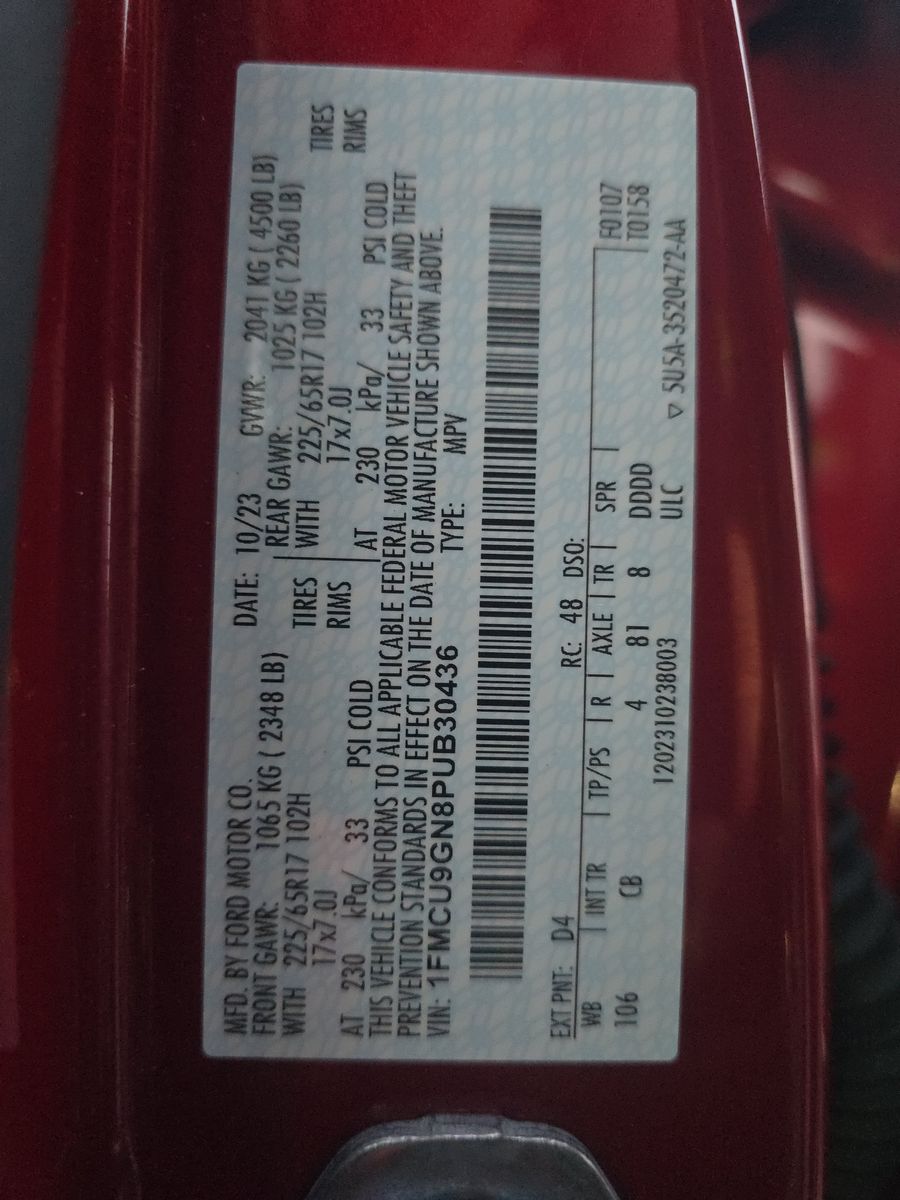 MFD. BY FORD MOTOR CO. DATE: 10/23 GVWR: 2041 KG ( 4500 LB)
FRONT GAWR: 1065 KG ( 2348 LB) REAR GAWR: 1025 KG ( 2260 LB)
WITH 225/65R17 102H TIRES WITH 225/65R17 102H TIRES
17x7.0J RIMS 17x7.0J RIMS
AT 230 kPa/ 33 PSI COLD AT 230 kPa/ 33 PSI COLD
THIS VEHICLE CONFORMS TO ALL APPLICABLE FEDERAL MOTOR VEHICLE SAFETY AND THEFT
PREVENTION STANDARDS IN EFFECT ON THE DATE OF MANUFACTURE SHOWN ABOVE.
VIN: 1FMCU9GN8PUB30436 TYPE: MPV
EXT PNT: D4 RC: 48 DSO:
WB INT TR TP/PS R AXLE TR SPR F0107
106 CB 4 81 8 DDDD T0158
1202310238003 ULC ▽ 5U5A-3520472-AA